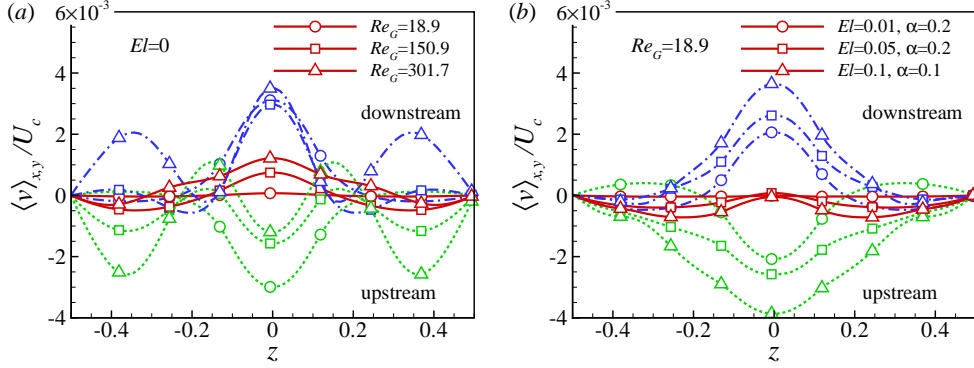 (a)
6×10⁻³
El=0
Re_G=18.9
Re_G=150.9
Re_G=301.7
downstream
upstream
⟨v⟩_{x,y}/U_c
4
2
0
-2
-4
-0.4 -0.2 0 0.2 0.4
z
(b)
6×10⁻³
Re_G=18.9
El=0.01, α=0.2
El=0.05, α=0.2
El=0.1, α=0.1
downstream
upstream
⟨v⟩_{x,y}/U_c
4
2
0
-2
-4
-0.4 -0.2 0 0.2 0.4
z